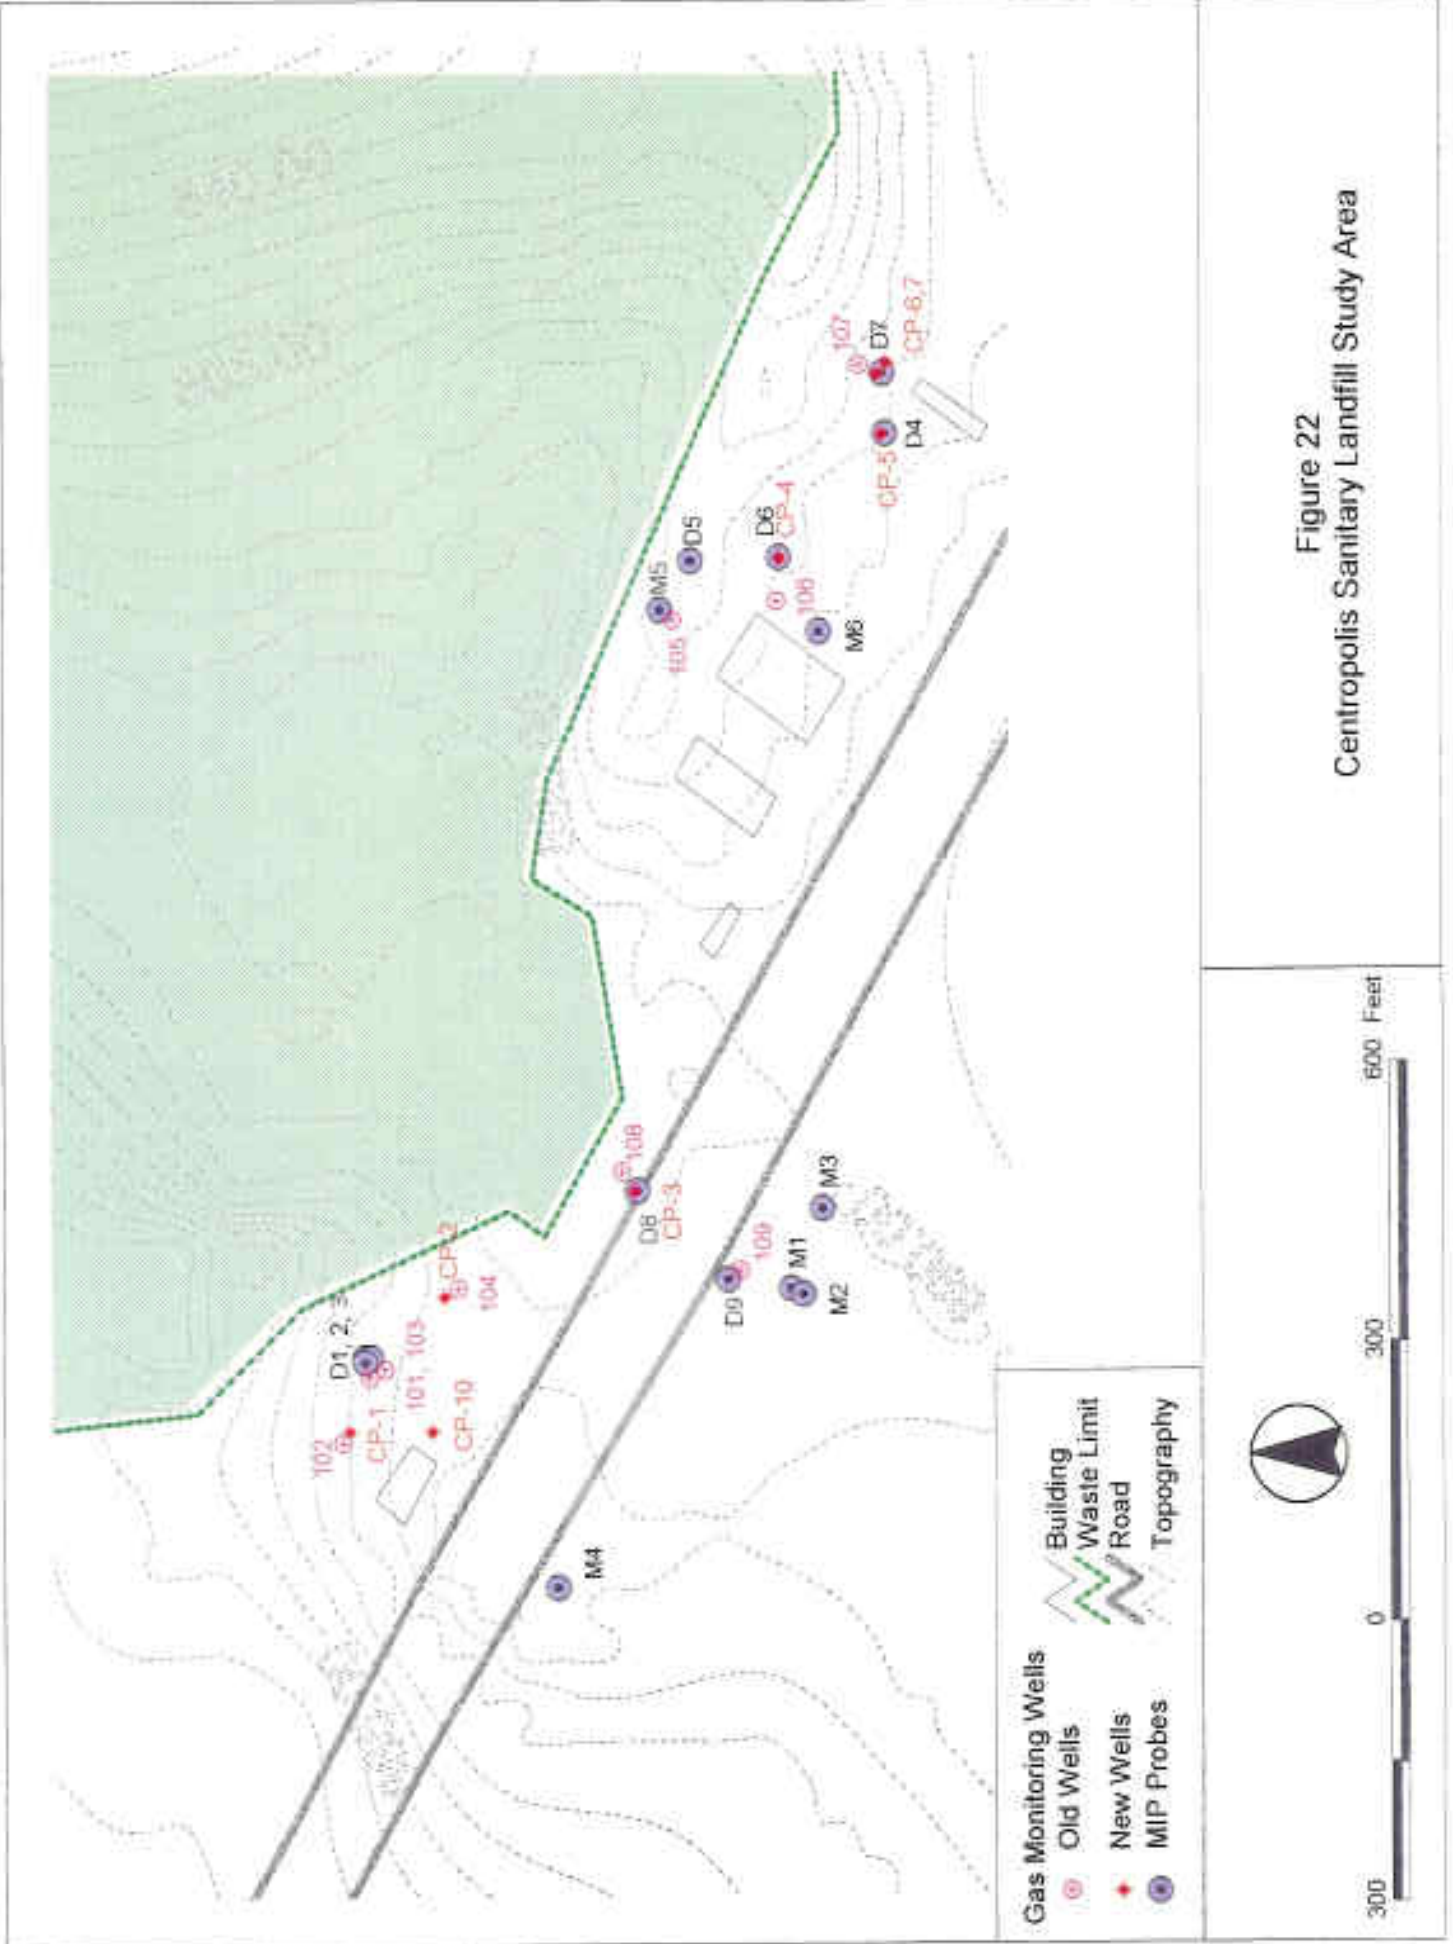 102
CP-1
D1, 2, 3
101, 103
CP-10
CP-2
104
M4
D8
CP-3
108
D9
109
M1
M2
M3
M5
105
D5
D6
CP-4
106
M6
CP-5
D4
107
D7
CP-6,7
Gas Monitoring Wells
Old Wells
New Wells
MIP Probes
Building
Waste Limit
Road
Topography
300 0 300 600 Feet
Figure 22
Centropolis Sanitary Landfill Study Area